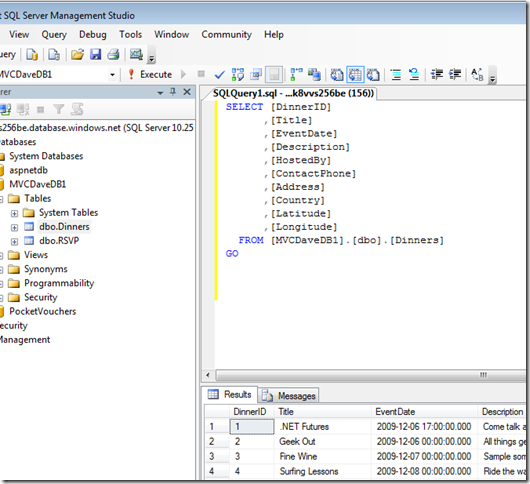 t SQL Server Management Studio
View Query Debug Tools Window Community Help
uery
MVCDaveDB1 Execute
rer
s256be.database.windows.net (SQL Server 10.25
atabases
System Databases
aspnetdb
MVCDaveDB1
Tables
System Tables
dbo.Dinners
dbo.RSVP
Views
Synonyms
Programmability
Security
PocketVouchers
ecurity
Management
SQLQuery1.sql - ...k8vvs256be (156))
SELECT [DinnerID]
,[Title]
,[EventDate]
,[Description]
,[HostedBy]
,[ContactPhone]
,[Address]
,[Country]
,[Latitude]
,[Longitude]
FROM [MVCDaveDB1].[dbo].[Dinners]
GO
Results Messages
DinnerID Title EventDate Description
1 1 .NET Futures 2009-12-06 17:00:00.000 Come talk a
2 2 Geek Out 2009-12-06 00:00:00.000 All things ge
3 3 Fine Wine 2009-12-07 00:00:00.000 Sample som
4 4 Surfing Lessons 2009-12-08 00:00:00.000 Ride the wa